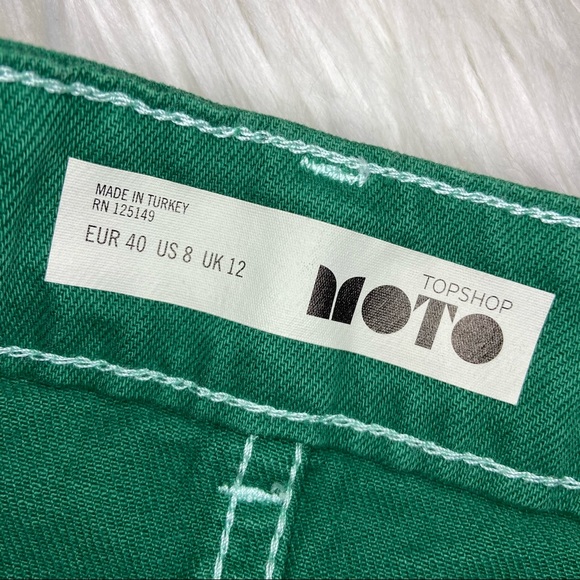 MADE IN TURKEY
RN 125149
EUR 40 US 8 UK 12
TOPSHOP
MOTO